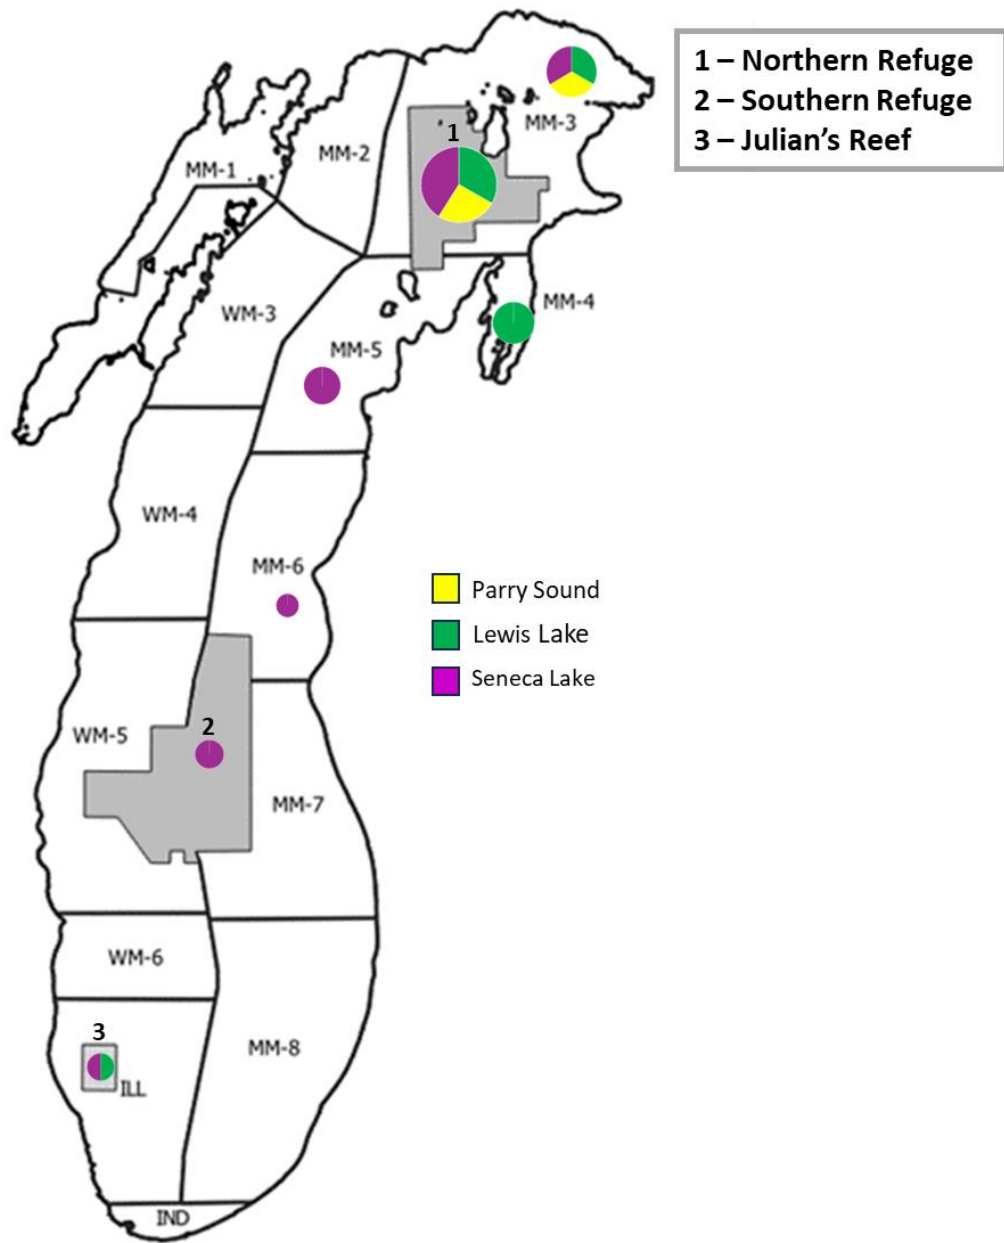 1 – Northern Refuge
2 – Southern Refuge
3 – Julian's Reef
MM-3
1
MM-2
MM-1
MM-4
WM-3
MM-5
WM-4
MM-6
Parry Sound
Lewis Lake
Seneca Lake
2
WM-5
MM-7
WM-6
3
MM-8
ILL
IND